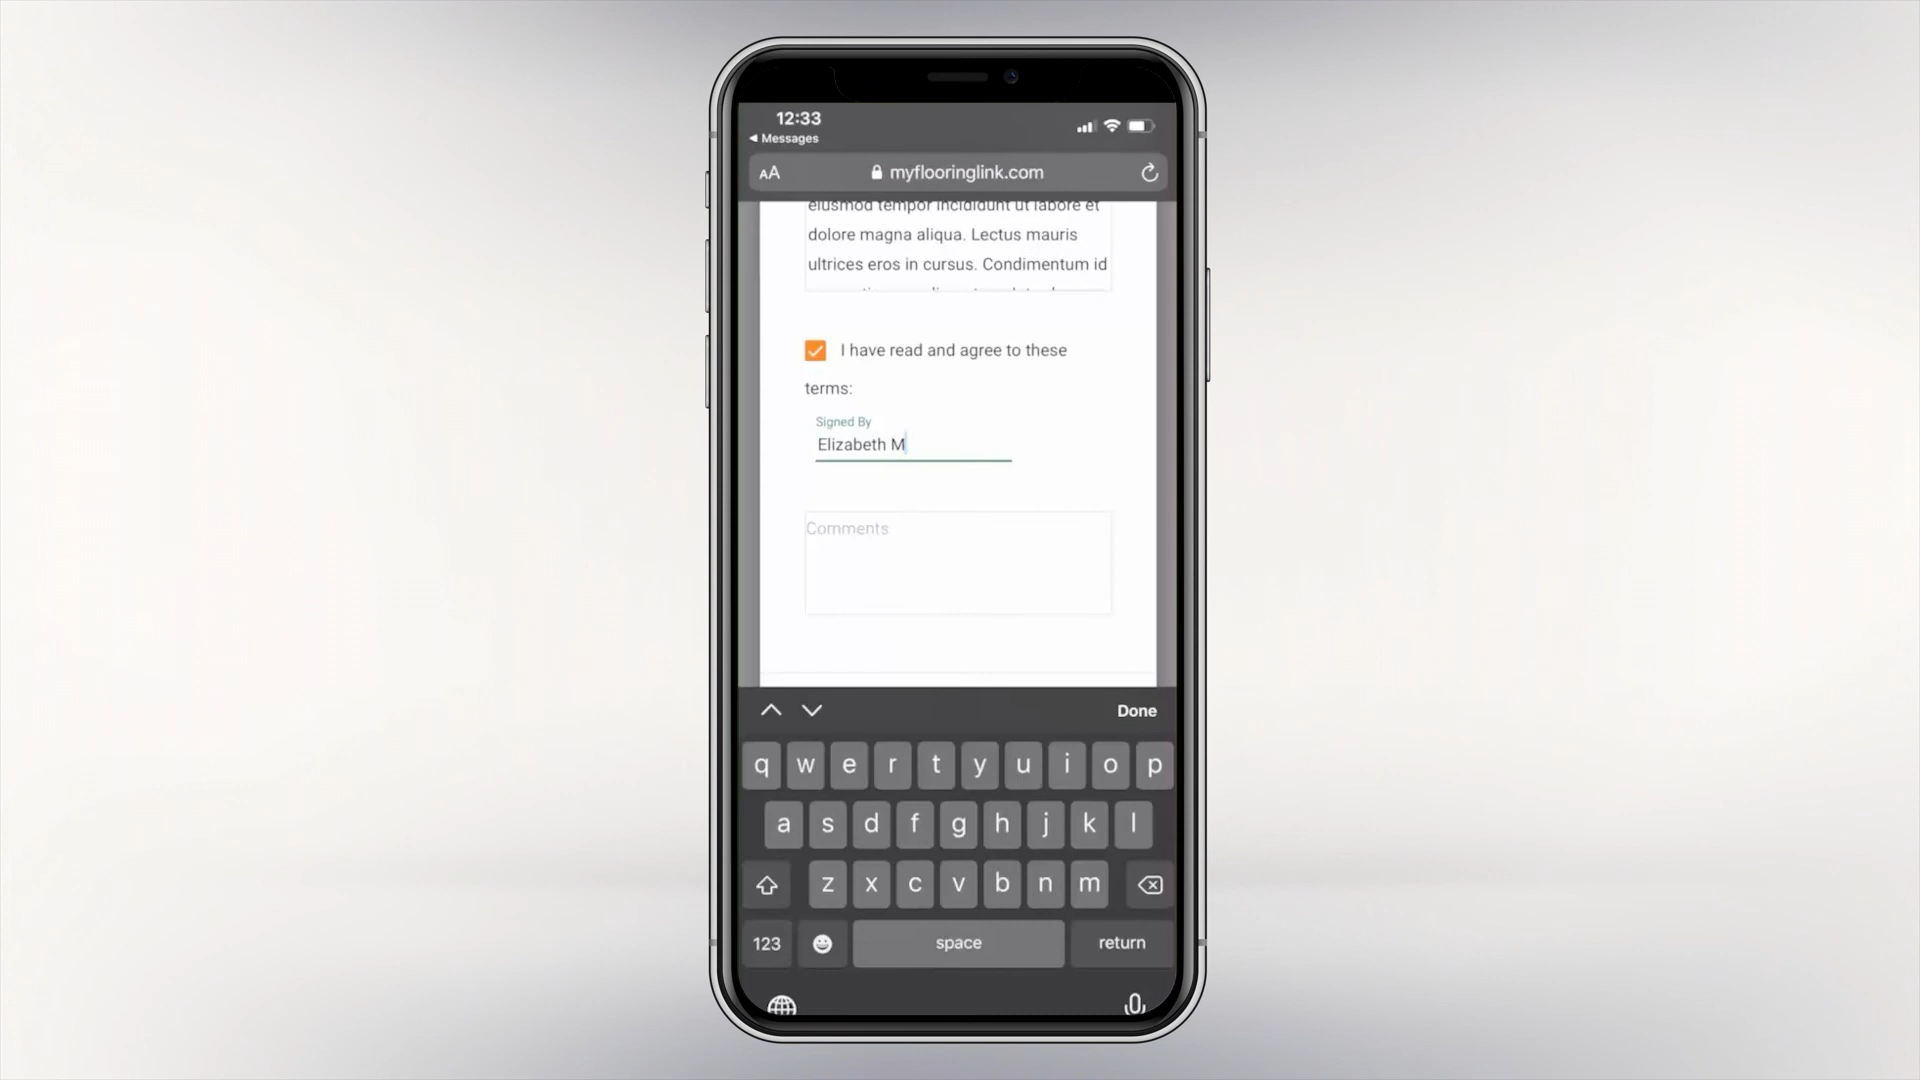 12:33
Messages
AA myflooringlink.com
eiusmod tempor incididunt ut labore et
dolore magna aliqua. Lectus mauris
ultrices eros in cursus. Condimentum id
I have read and agree to these
terms:
Signed By
Elizabeth M
Comments
Done
q w e r t y u i o p
a s d f g h j k l
z x c v b n m
123 space return